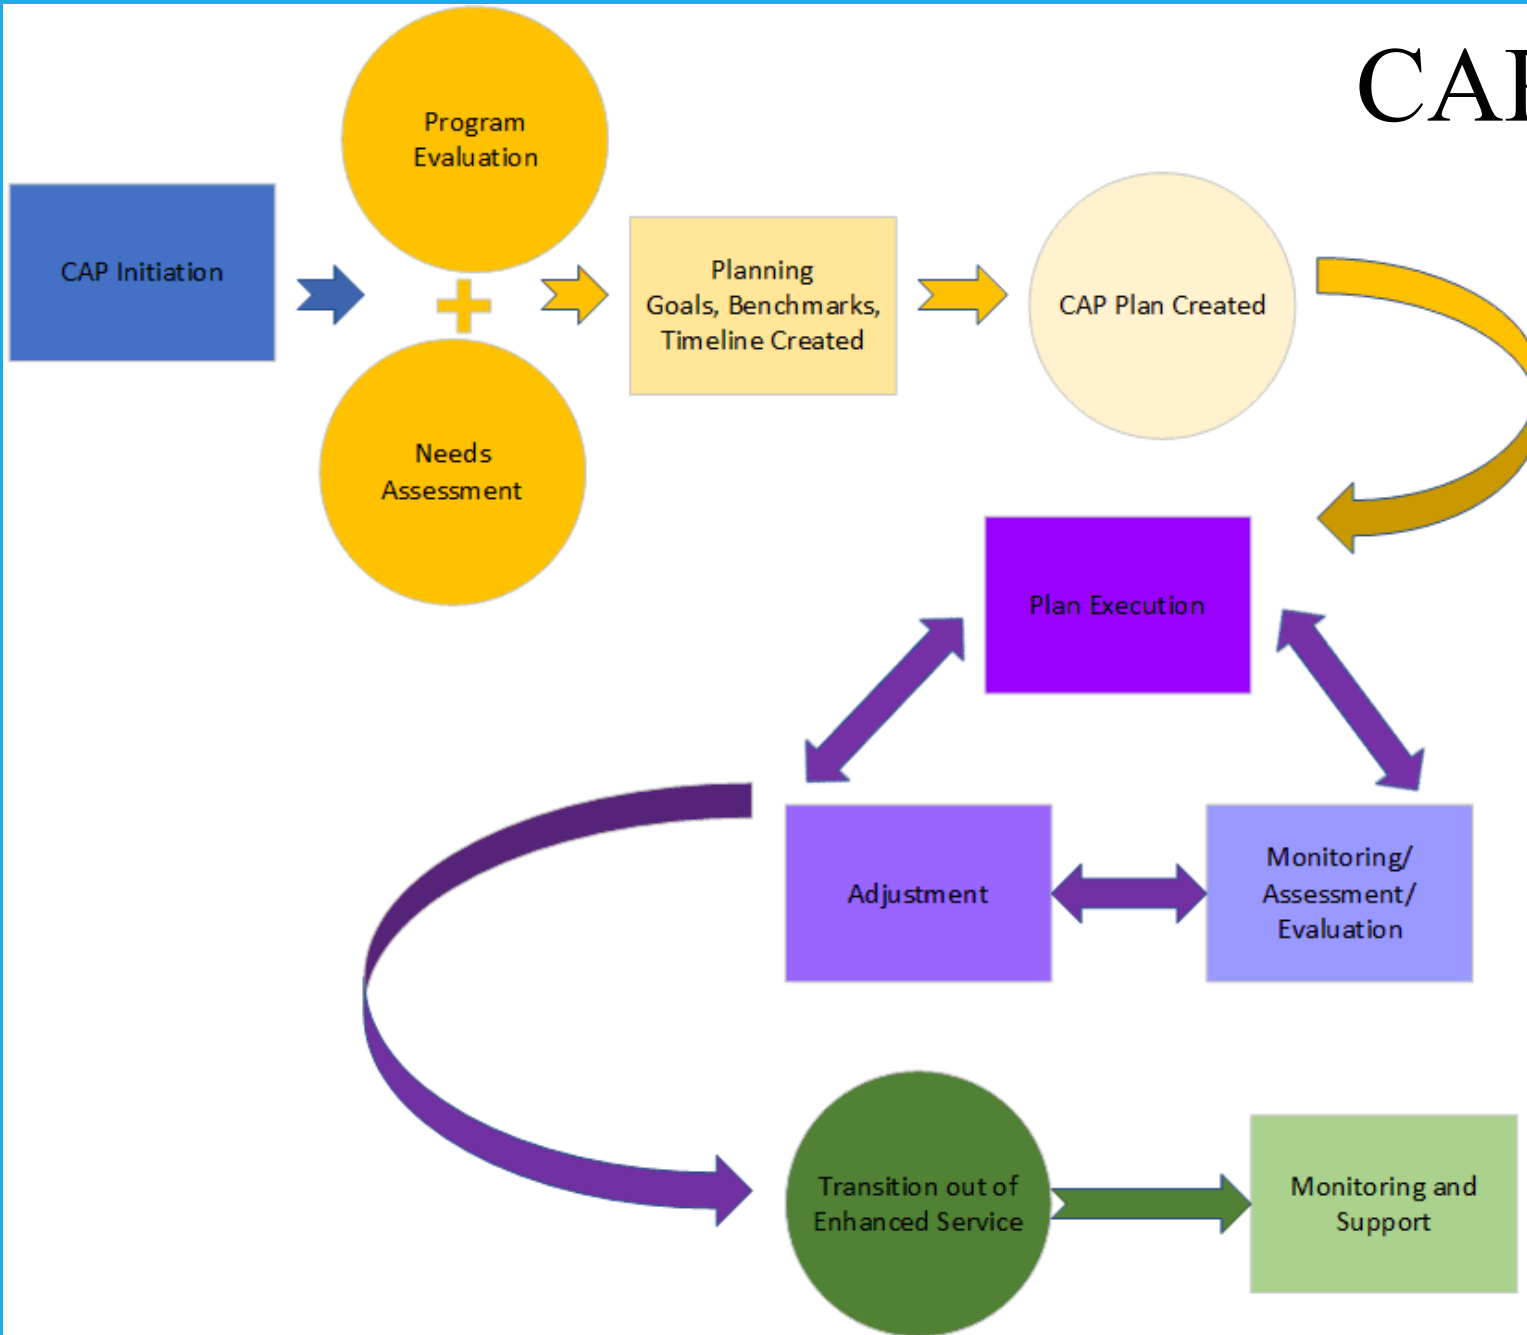 CAP
Program
Evaluation
CAP Initiation
Planning
Goals, Benchmarks,
Timeline Created
CAP Plan Created
Needs
Assessment
Plan Execution
Adjustment
Monitoring/
Assessment/
Evaluation
Transition out of
Enhanced Service
Monitoring and
Support